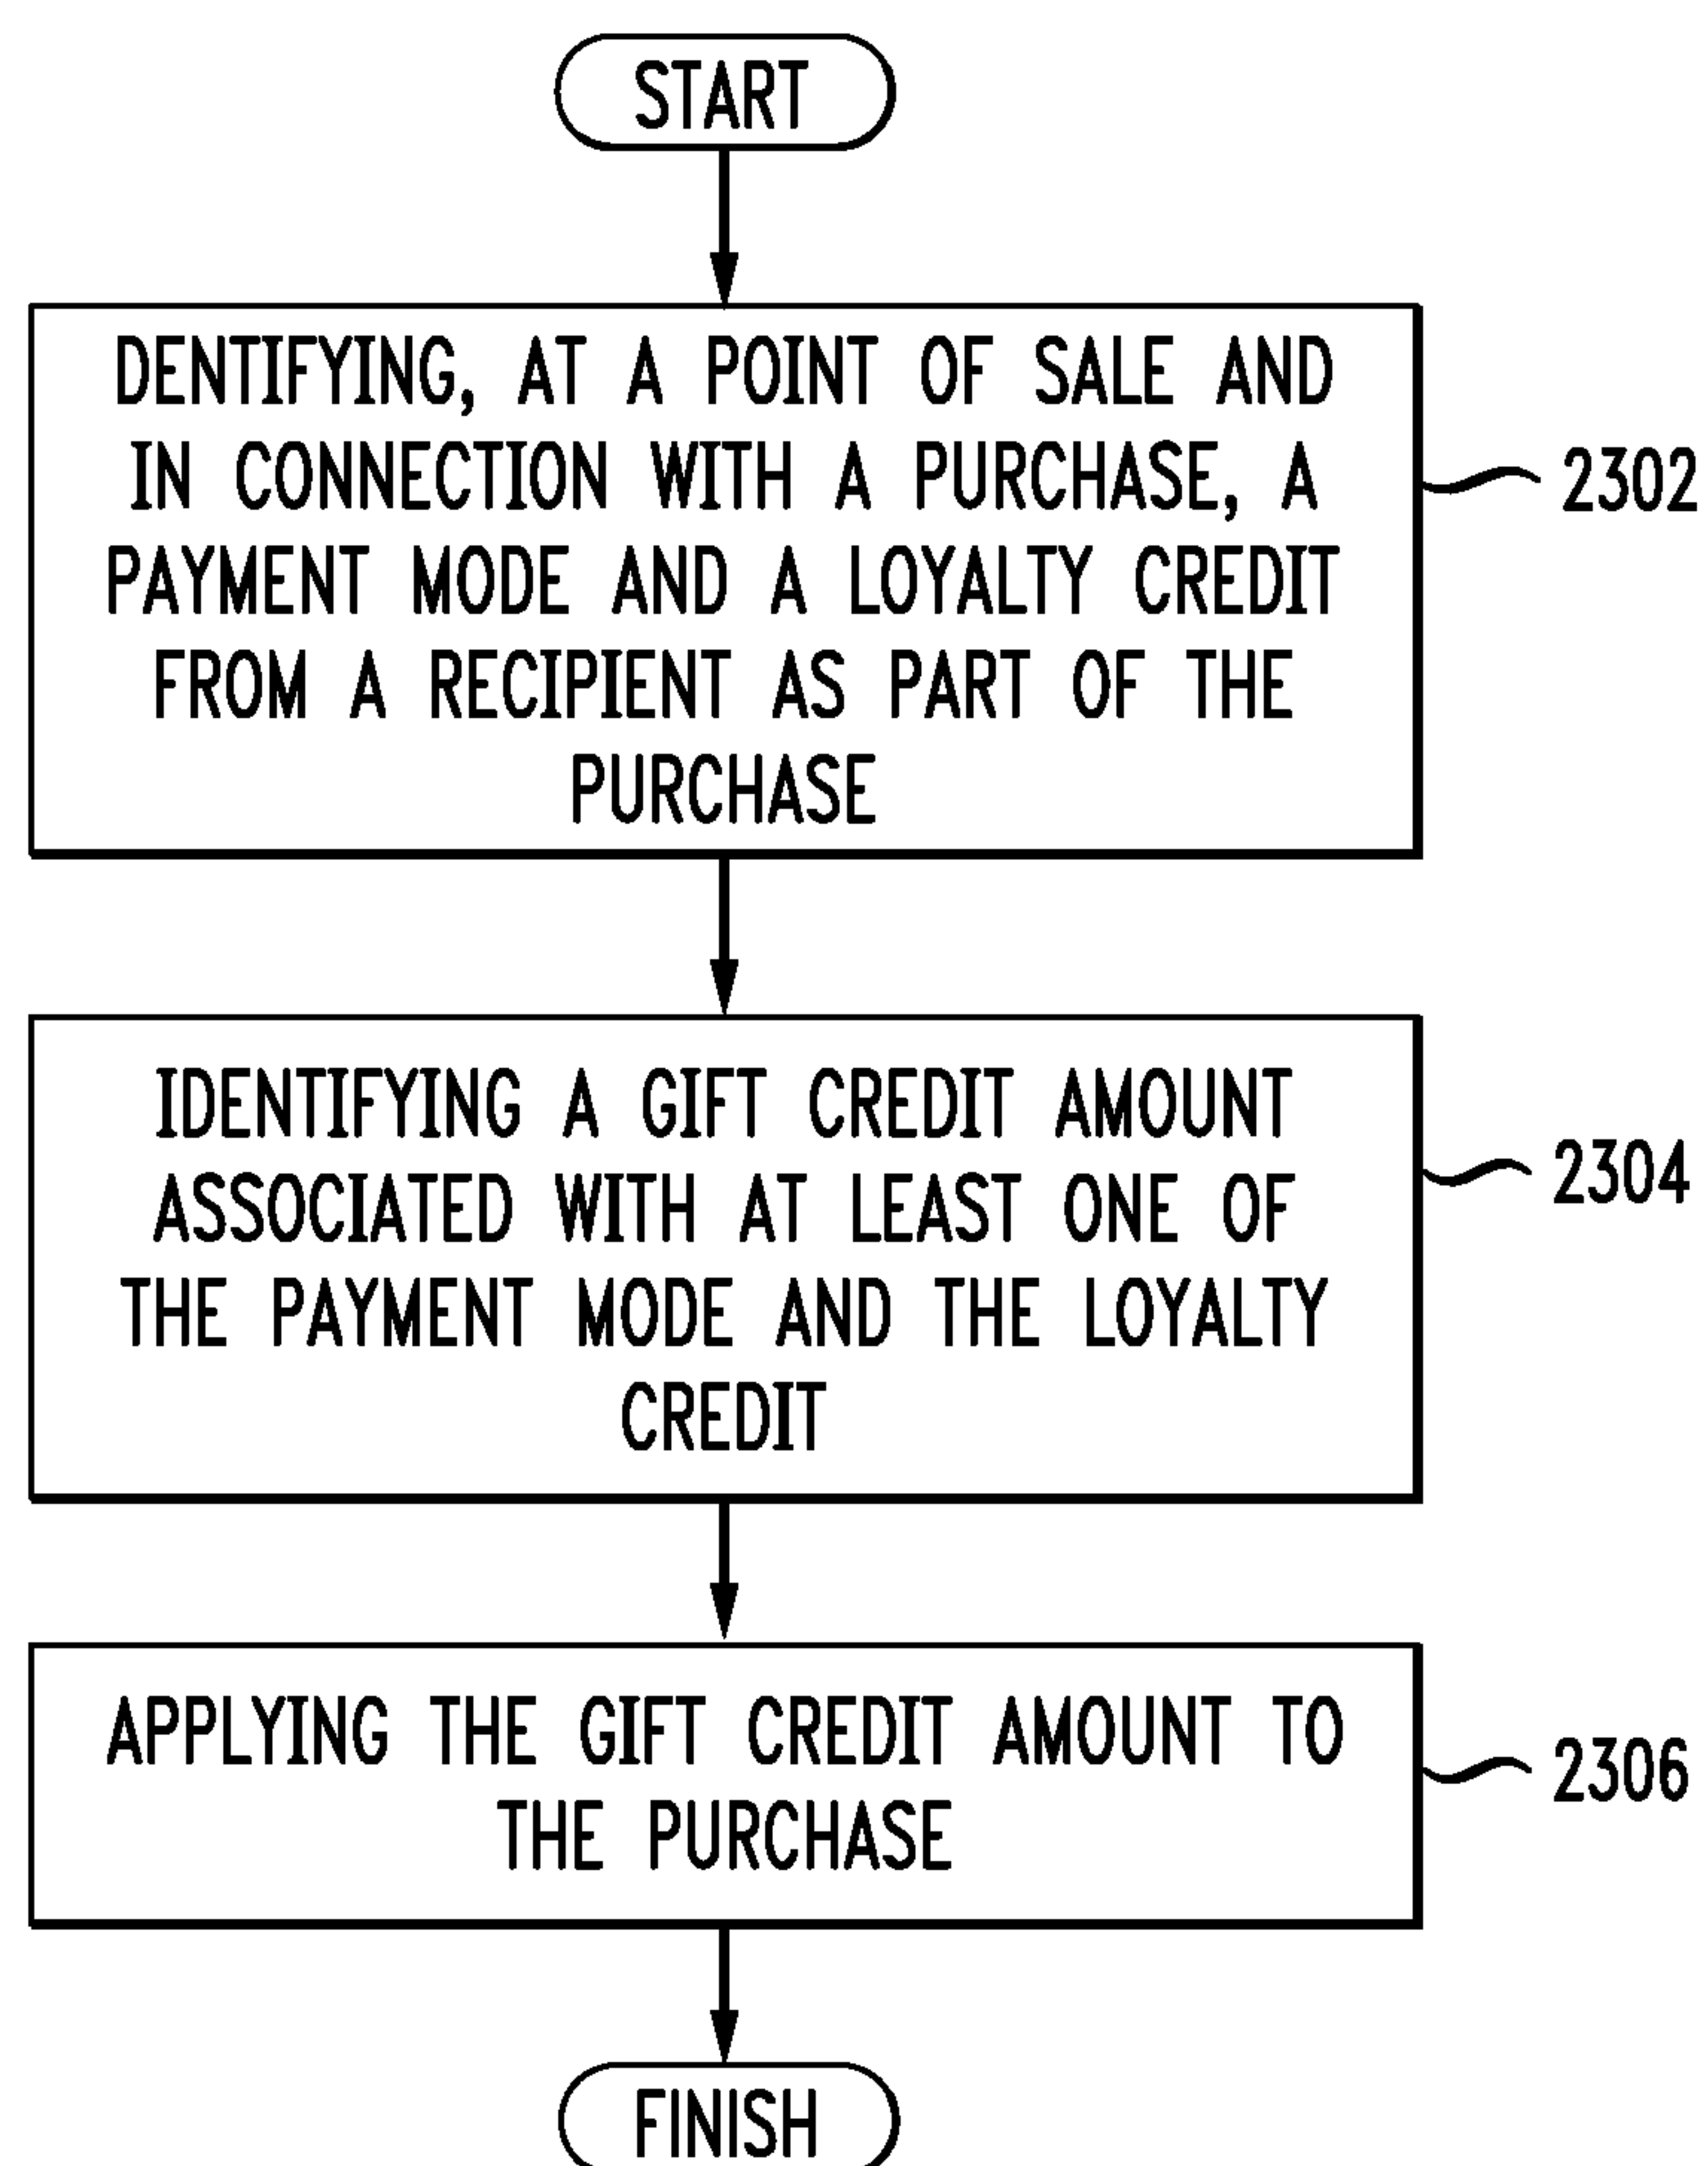 START
DENTIFYING, AT A POINT OF SALE AND
IN CONNECTION WITH A PURCHASE, A
PAYMENT MODE AND A LOYALTY CREDIT
FROM A RECIPIENT AS PART OF THE
PURCHASE
2302
IDENTIFYING A GIFT CREDIT AMOUNT
ASSOCIATED WITH AT LEAST ONE OF
THE PAYMENT MODE AND THE LOYALTY
CREDIT
2304
APPLYING THE GIFT CREDIT AMOUNT TO
THE PURCHASE
2306
FINISH